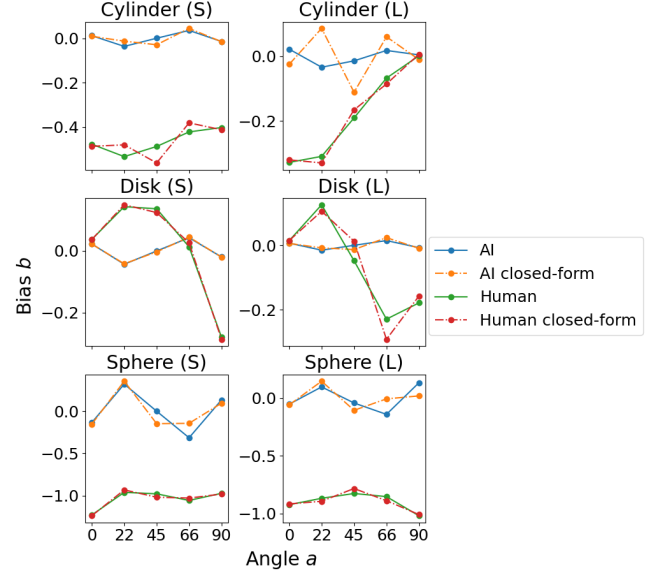 Cylinder (S)
Cylinder (L)
0.0
−0.2
−0.4
0.0
−0.2
Disk (S)
Disk (L)
0.0
−0.2
0.0
−0.2
Bias b
AI
AI closed-form
Human
Human closed-form
Sphere (S)
Sphere (L)
0.0
−0.5
−1.0
0.0
−0.5
−1.0
0 22 45 66 90
0 22 45 66 90
Angle a